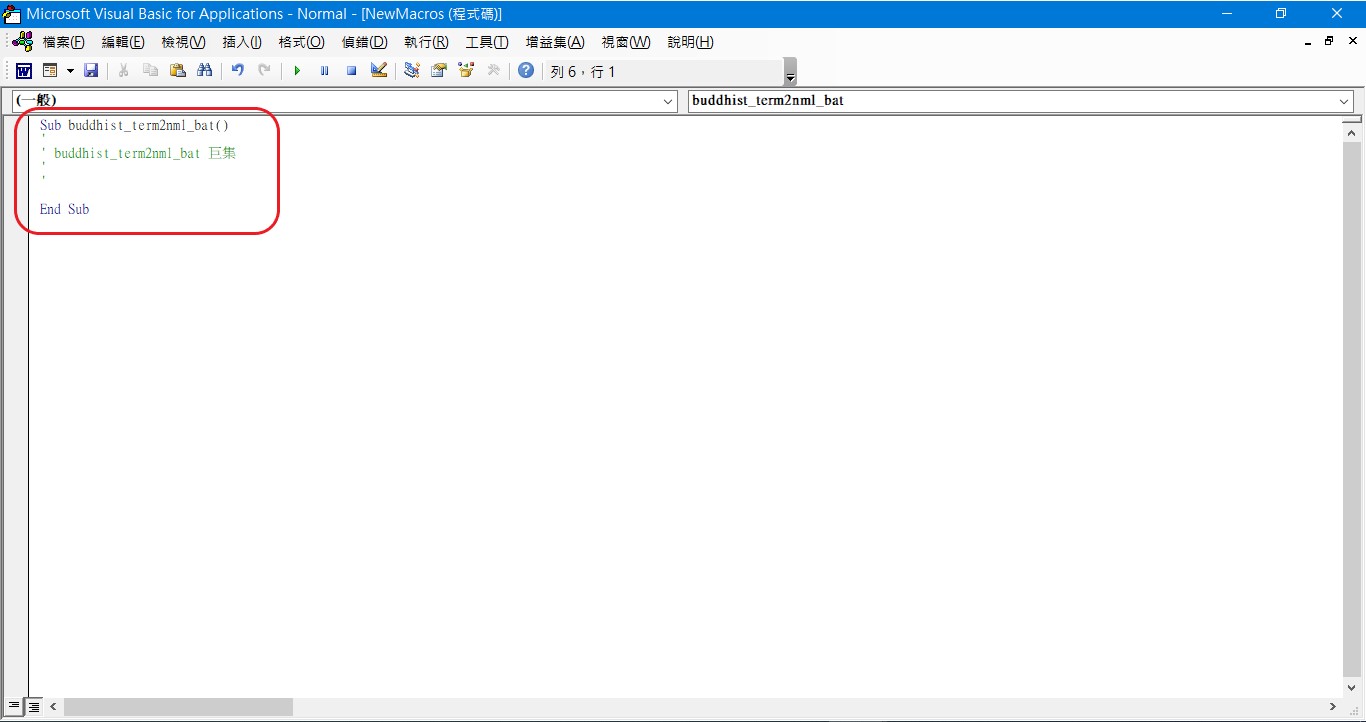 Microsoft Visual Basic for Applications - Normal - [NewMacros (程式碼)]
檔案(F) 編輯(E) 檢視(V) 插入(I) 格式(O) 偵錯(D) 執行(R) 工具(T) 增益集(A) 視窗(W) 說明(H)
列 6，行 1
(一般) buddhist_term2nml_bat
Sub buddhist_term2nml_bat()
'
' buddhist_term2nml_bat 巨集
'
'
End Sub